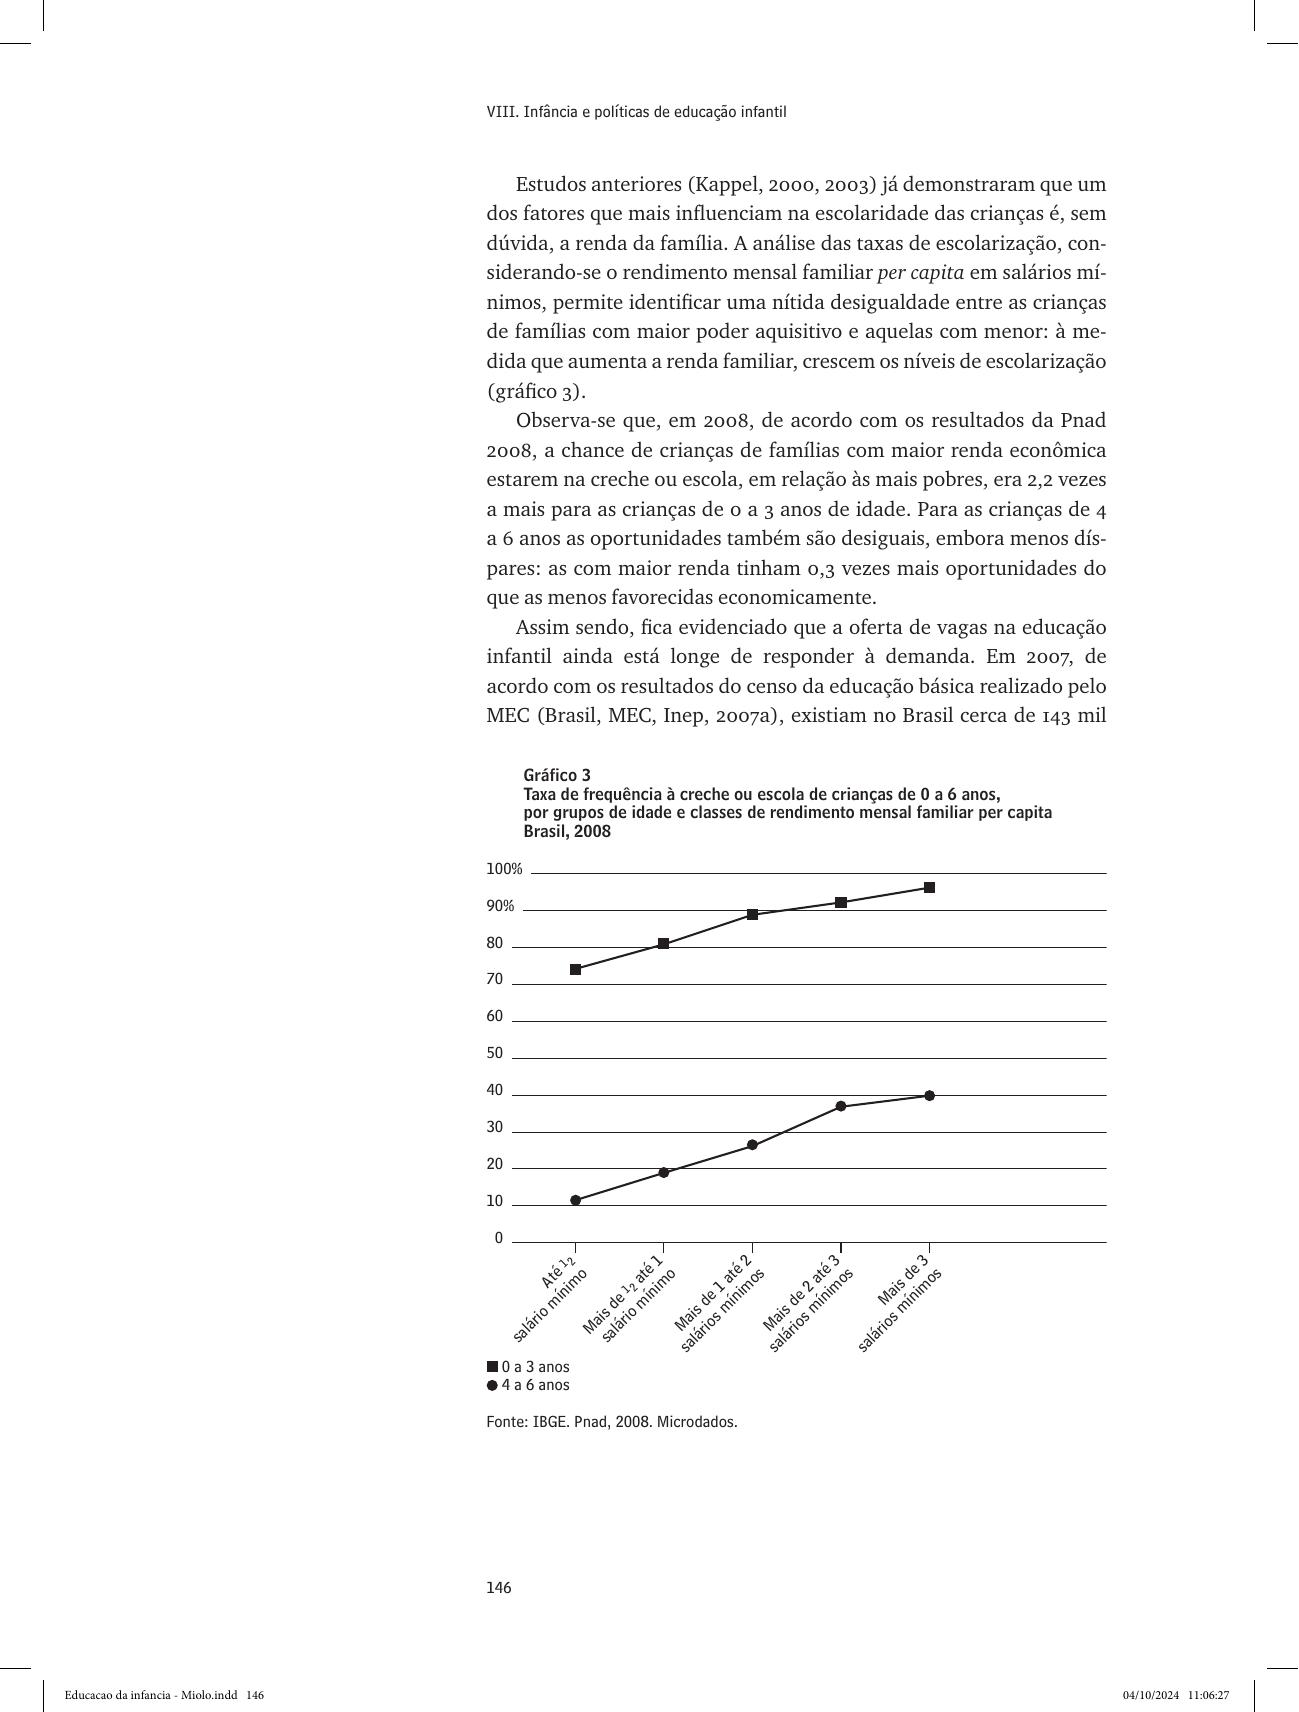 VIII. Infância e políticas de educação infantil
Estudos anteriores (Kappel, 2000, 2003) já demonstraram que um
dos fatores que mais influenciam na escolaridade das crianças é, sem
dúvida, a renda da família. A análise das taxas de escolarização, con-
siderando-se o rendimento mensal familiar per capita em salários mí-
nimos, permite identificar uma nítida desigualdade entre as crianças
de famílias com maior poder aquisitivo e aquelas com menor: à me-
dida que aumenta a renda familiar, crescem os níveis de escolarização
(gráfico 3).
Observa-se que, em 2008, de acordo com os resultados da Pnad
2008, a chance de crianças de famílias com maior renda econômica
estarem na creche ou escola, em relação às mais pobres, era 2,2 vezes
a mais para as crianças de 0 a 3 anos de idade. Para as crianças de 4
a 6 anos as oportunidades também são desiguais, embora menos dís-
pares: as com maior renda tinham 0,3 vezes mais oportunidades do
que as menos favorecidas economicamente.
Assim sendo, fica evidenciado que a oferta de vagas na educação
infantil ainda está longe de responder à demanda. Em 2007, de
acordo com os resultados do censo da educação básica realizado pelo
MEC (Brasil, MEC, Inep, 2007a), existiam no Brasil cerca de 143 mil
Gráfico 3
Taxa de frequência à creche ou escola de crianças de 0 a 6 anos,
por grupos de idade e classes de rendimento mensal familiar per capita
Brasil, 2008
100%
90%
80
70
60
50
40
30
20
10
0
Até 1/2
salário mínimo
Mais de 1/2 até 1
salário mínimo
Mais de 1 até 2
salários mínimos
Mais de 2 até 3
salários mínimos
Mais de 3
salários mínimos
■ 0 a 3 anos
● 4 a 6 anos
Fonte: IBGE. Pnad, 2008. Microdados.
146
Educacao da infancia - Miolo.indd 146
04/10/2024 11:06:27